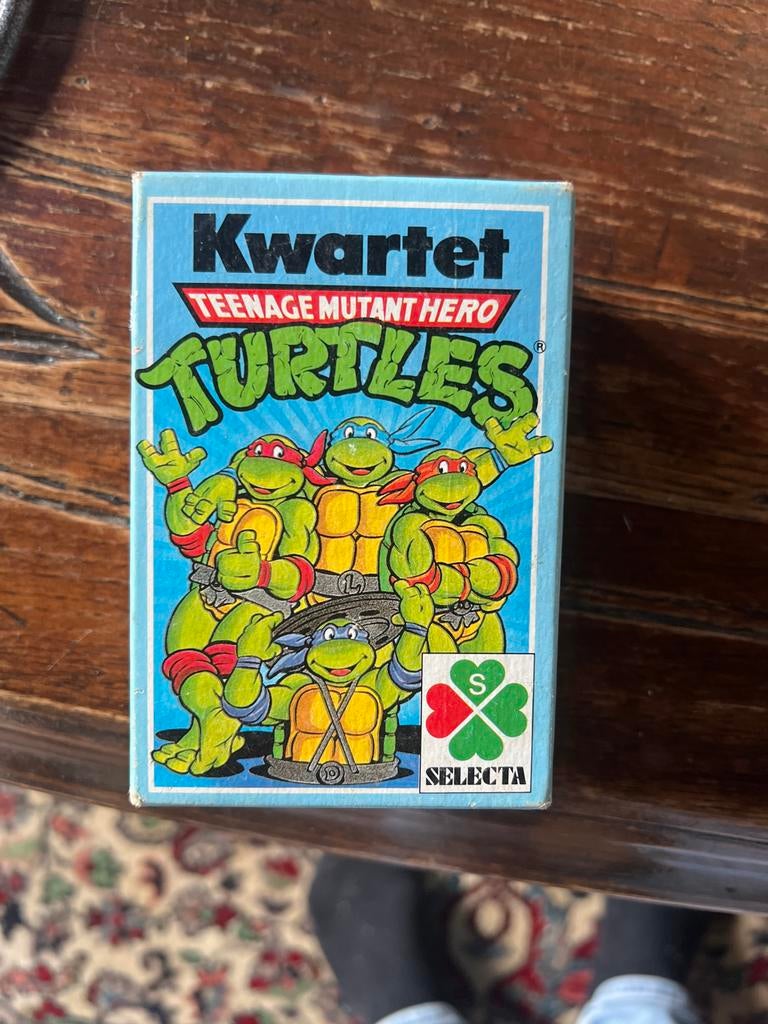 Kwartet
TEENAGE MUTANT HERO
TURTLES®
L
D
S
SELECTA